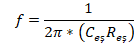 f = 1 / (2π * (C_eş R_eş))